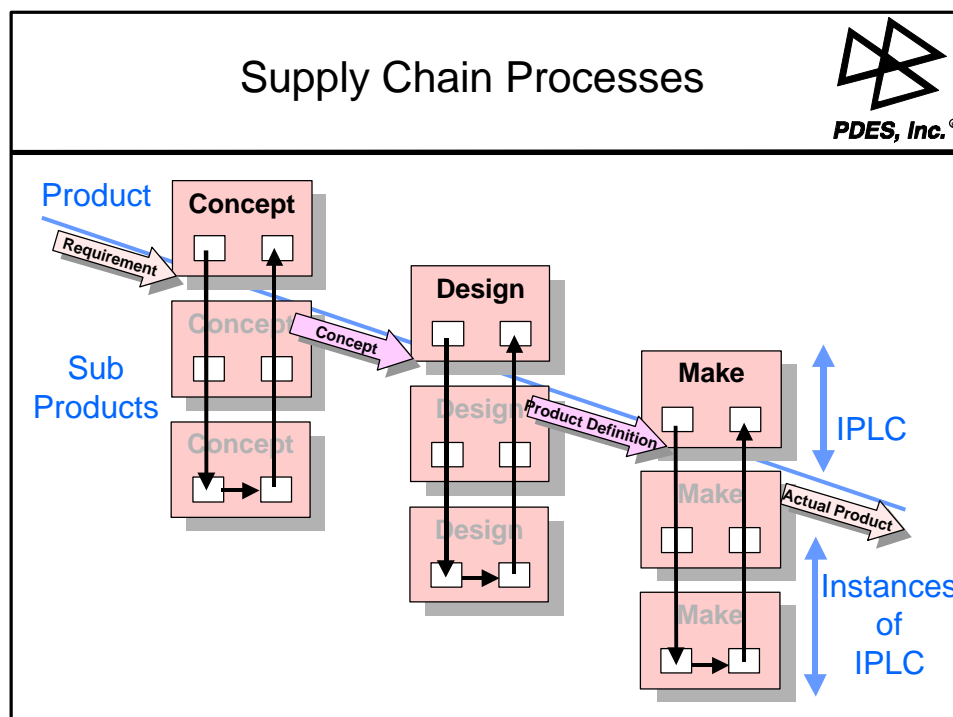 Supply Chain Processes
PDES, Inc.®
Product
Requirement
Concept
Concept
Concept
Sub
Products
Concept
Design
Design
Design
Product Definition
Make
Make
Make
Actual Product
IPLC
Instances
of
IPLC